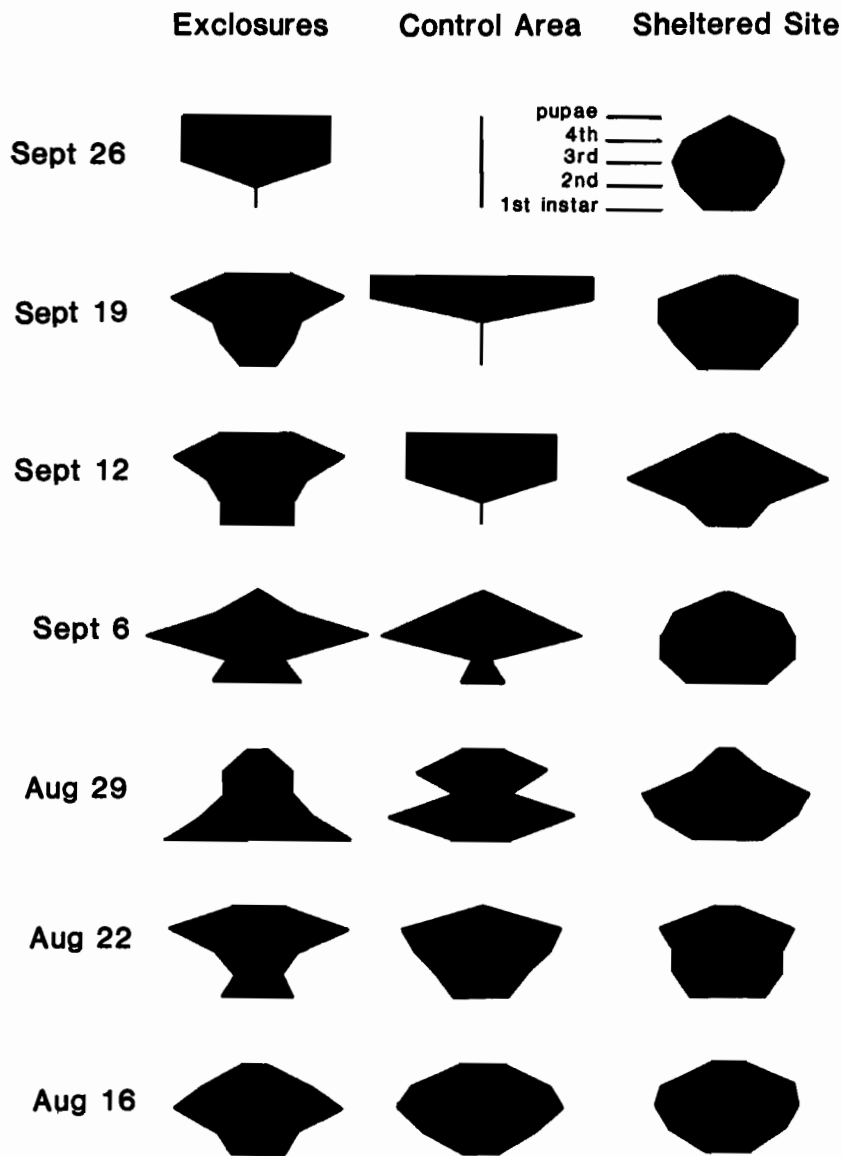 Exclosures Control Area Sheltered Site
Sept 26
pupae
4th
3rd
2nd
1st instar
Sept 19
Sept 12
Sept 6
Aug 29
Aug 22
Aug 16